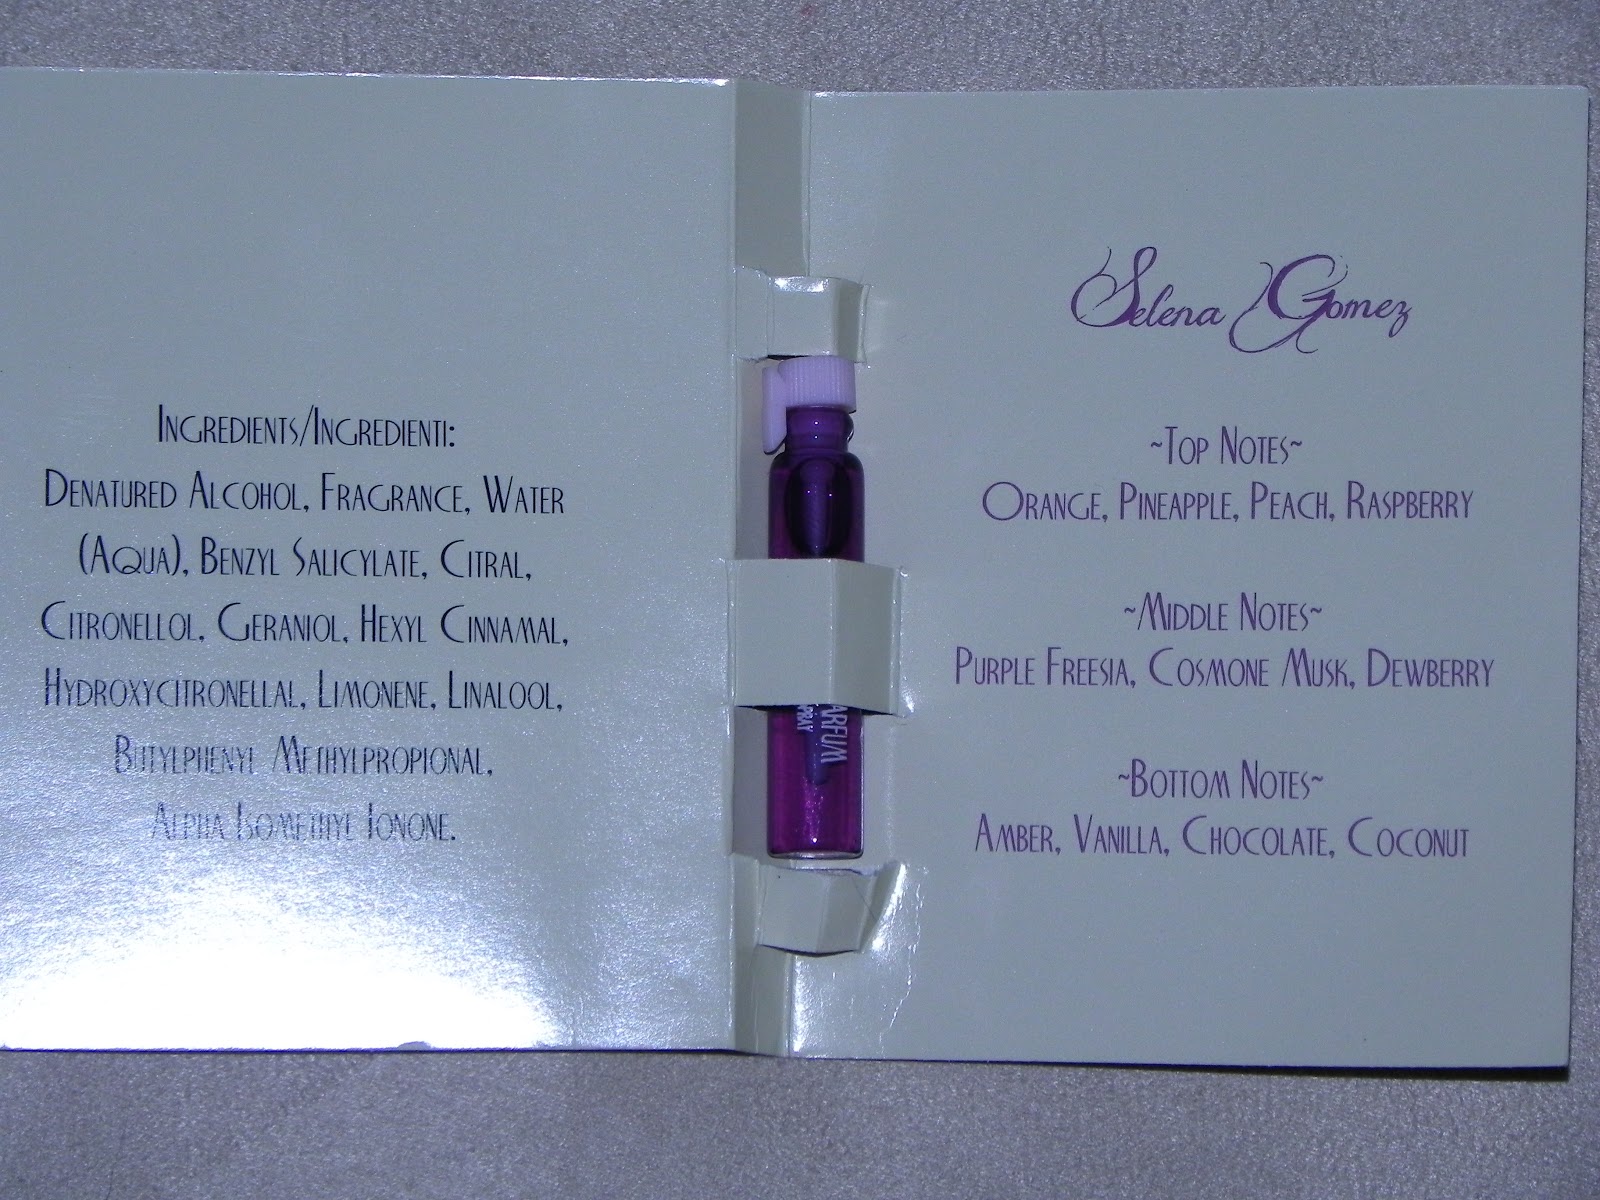 Ingredients/Ingredienti:
Denatured Alcohol, Fragrance, Water
(Aqua), Benzyl Salicylate, Citral,
Citronellol, Geraniol, Hexyl Cinnamal,
Hydroxycitronellal, Limonene, Linalool,
Butylphenyl Methylpropional,
Alpha Isomethyl Ionone.
ARFUM
SPRAY
Selena Gomez
~Top Notes~
Orange, Pineapple, Peach, Raspberry
~Middle Notes~
Purple Freesia, Cosmone Musk, Dewberry
~Bottom Notes~
Amber, Vanilla, Chocolate, Coconut